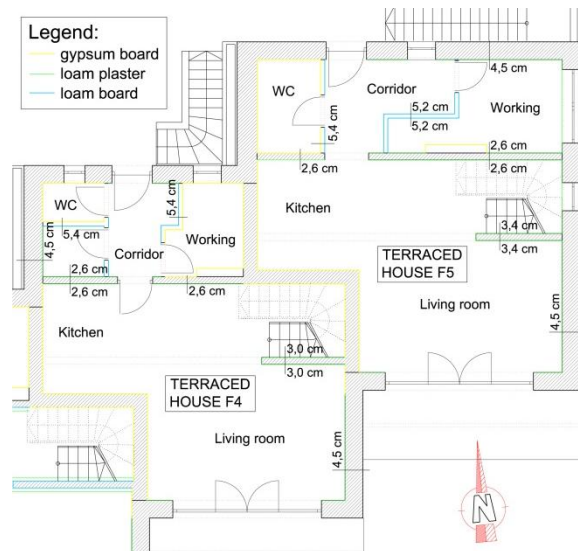 Legend:
gypsum board
loam plaster
loam board
4,5 cm
WC
Corridor
5,4 cm
5,2 cm
5,2 cm
Working
2,6 cm
2,6 cm
2,6 cm
Kitchen
3,4 cm
3,4 cm
TERRACED
HOUSE F5
Living room
4,5 cm
WC
5,4 cm
5,4 cm
4,5 cm
Corridor
Working
2,6 cm
2,6 cm
2,6 cm
Kitchen
3,0 cm
3,0 cm
TERRACED
HOUSE F4
Living room
4,5 cm
N